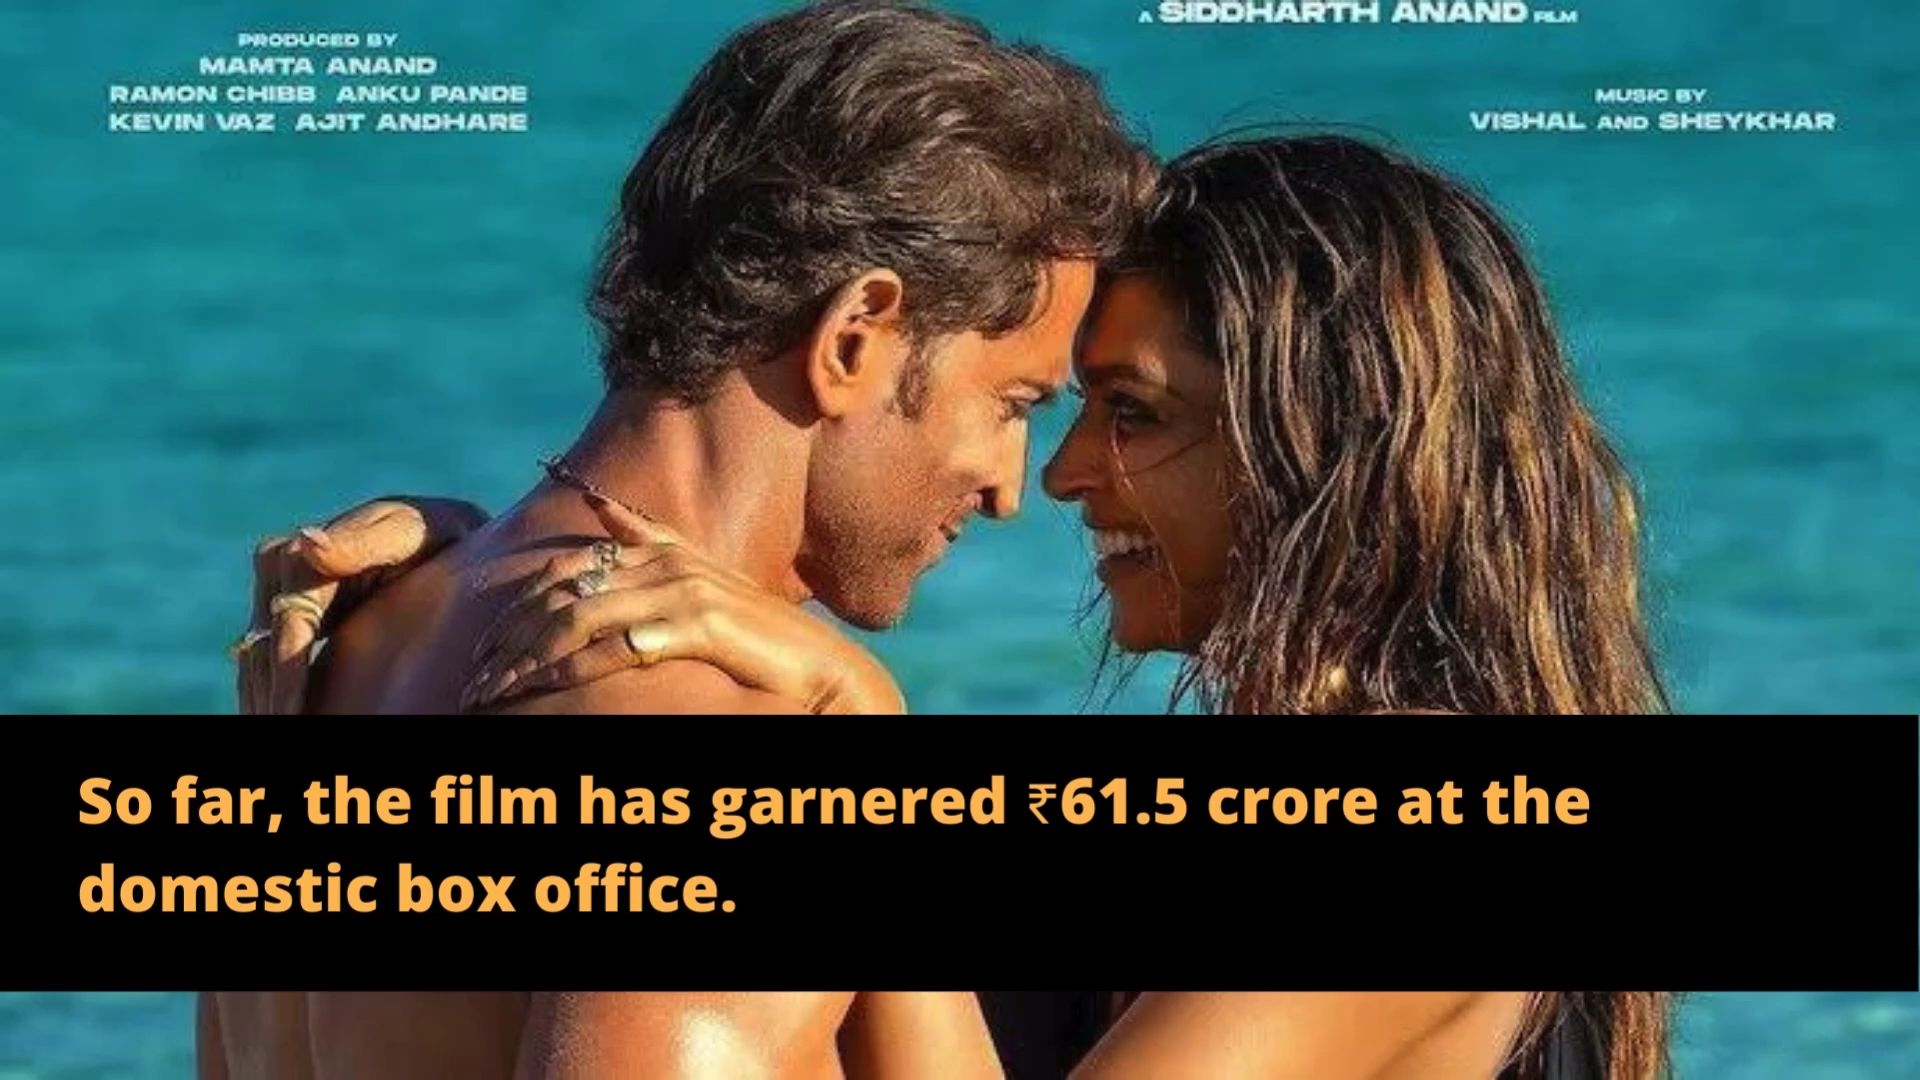 A SIDDHARTH ANAND FILM
PRODUCED BY
MAMTA ANAND
RAMON CHIBB ANKU PANDE
KEVIN VAZ AJIT ANDHARE
MUSIC BY
VISHAL AND SHEYKHAR
So far, the film has garnered ₹61.5 crore at the
domestic box office.